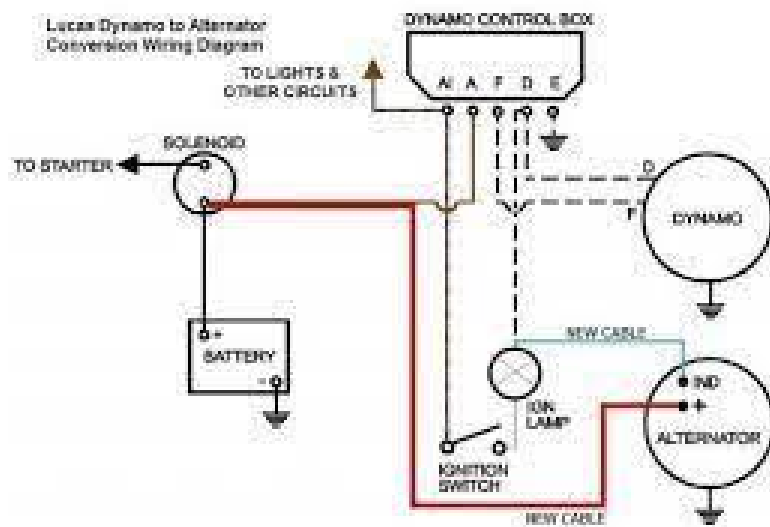 Lucas Dynamo to Alternator
Conversion Wiring Diagram
DYNAMO CONTROL BOX
A1 A F D E
TO LIGHTS &
OTHER CIRCUITS
SOLENOID
TO STARTER
D
F
DYNAMO
+
BATTERY
-
NEW CABLE
IND
+
ALTERNATOR
IGN
LAMP
IGNITION
SWITCH
NEW CABLE